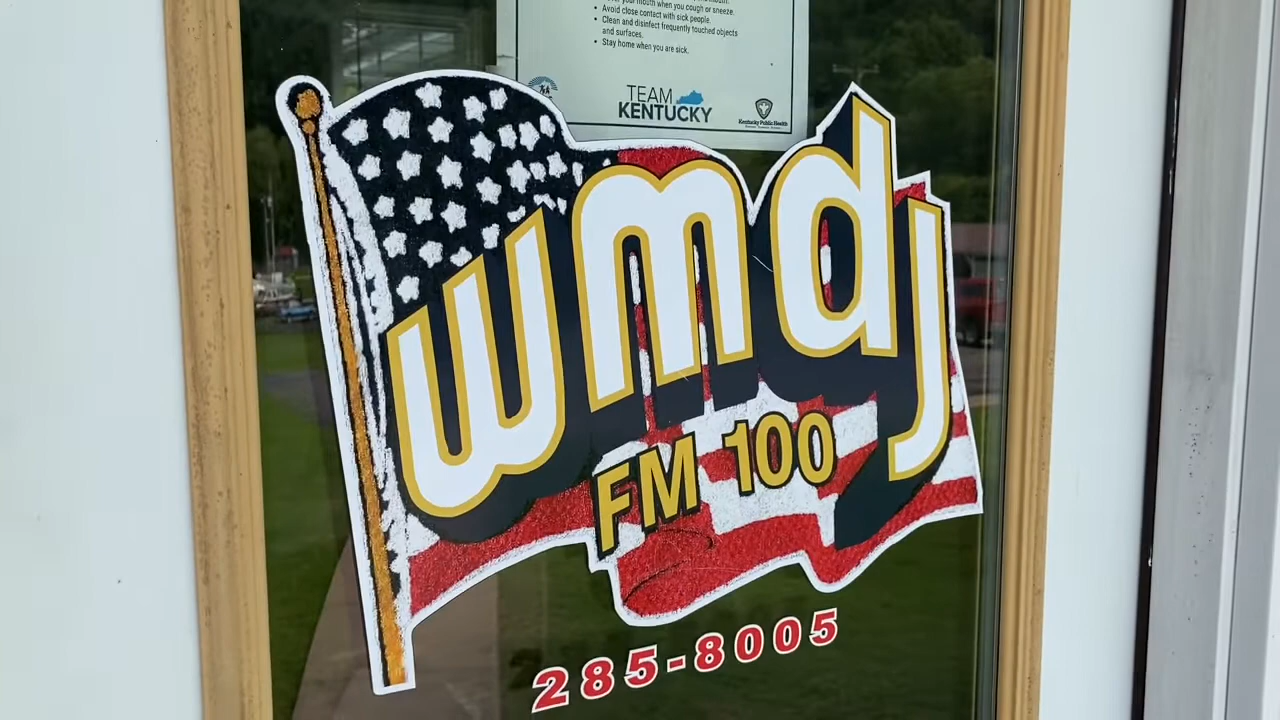 your mouth when you cough or sneeze.
• Avoid close contact with sick people.
• Clean and disinfect frequently touched objects
and surfaces.
• Stay home when you are sick.
TEAM
KENTUCKY
Kentucky Public Health
wmdj
FM 100
285-8005